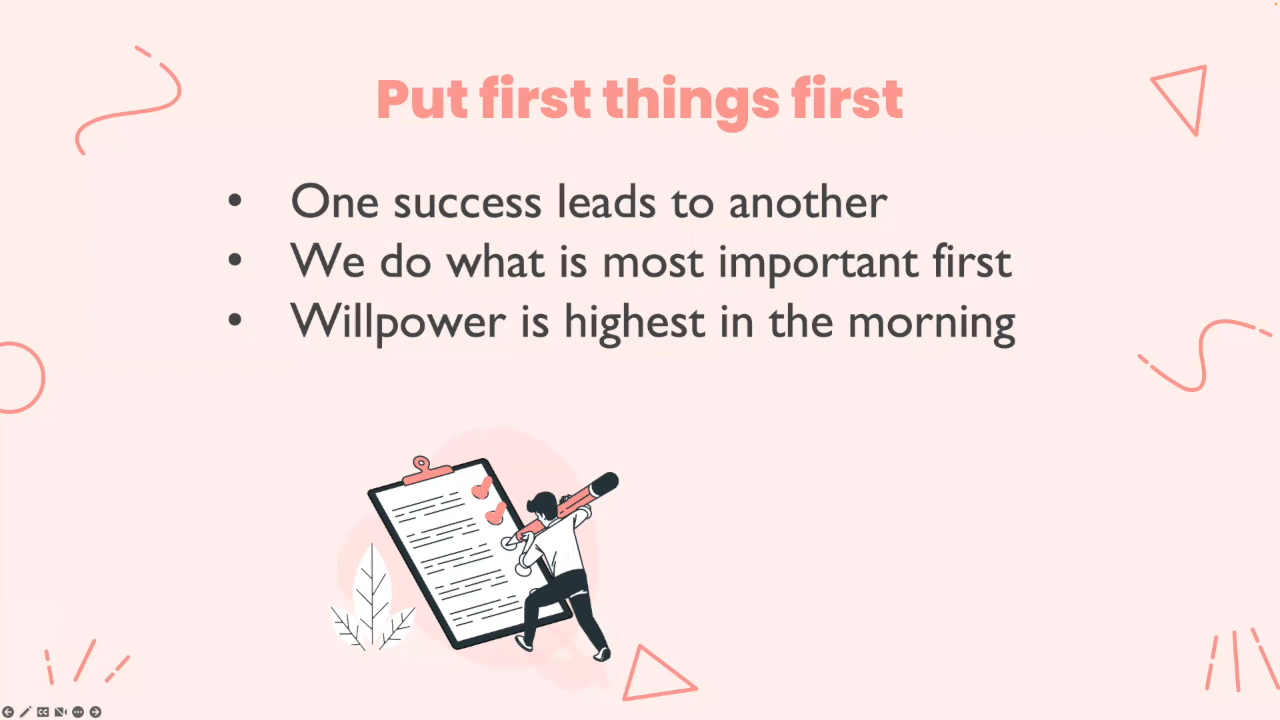 Put first things first
• One success leads to another
• We do what is most important first
• Willpower is highest in the morning